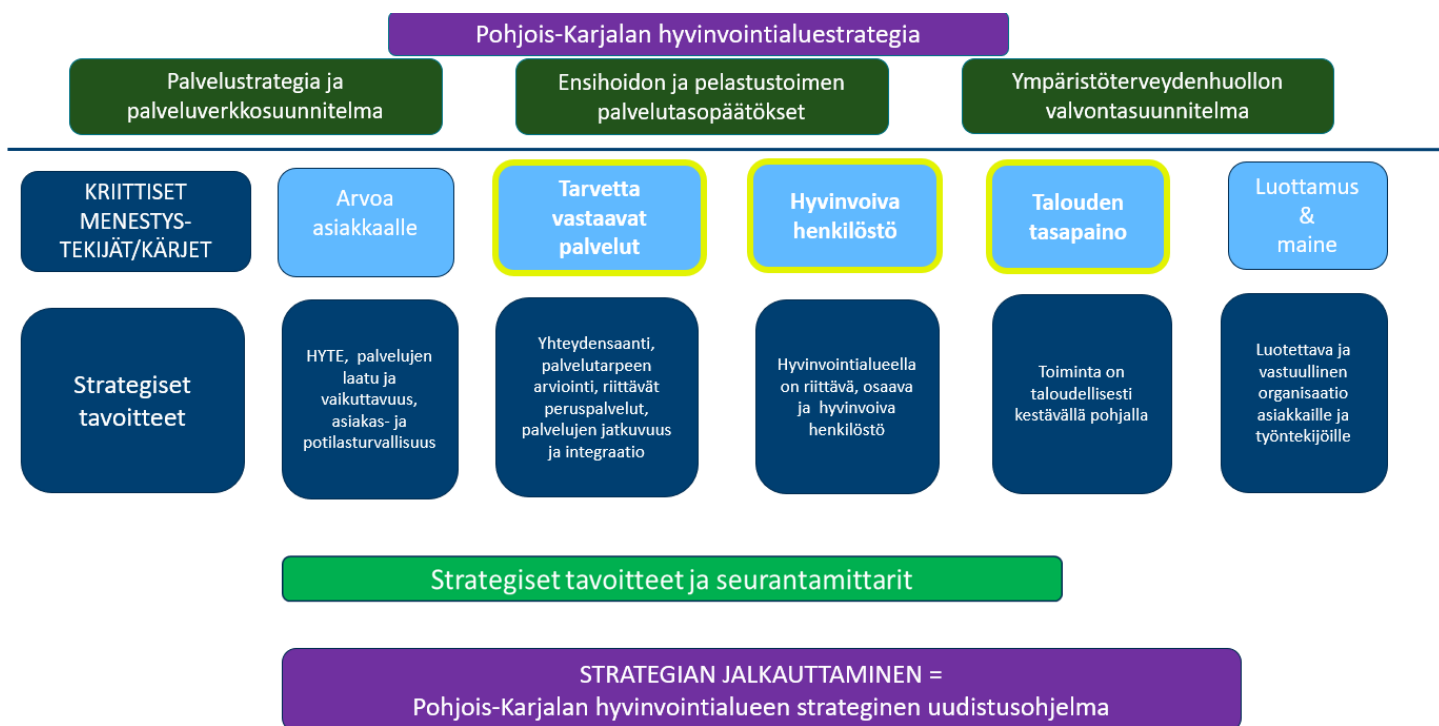 Pohjois-Karjalan hyvinvointialuestrategia
Palvelustrategia ja
palveluverkkosuunnitelma
Ensihoidon ja pelastustoimen
palvelutasopäätökset
Ympäristöterveydenhuollon
valvontasuunnitelma
KRIITTISET
MENESTYS-
TEKIJÄT/KÄRJET
Arvoa
asiakkaalle
Tarvetta
vastaavat
palvelut
Hyvinvoiva
henkilöstö
Talouden
tasapaino
Luottamus
&
maine
Strategiset
tavoitteet
HYTE, palvelujen
laatu ja
vaikuttavuus,
asiakas- ja
potilasturvallisuus
Yhteydensaanti,
palvelutarpeen
arviointi, riittävät
peruspalvelut,
palvelujen jatkuvuus
ja integraatio
Hyvinvointialueella
on riittävä, osaava
ja hyvinvoiva
henkilöstö
Toiminta on
taloudellisesti
kestävällä pohjalla
Luotettava ja
vastuullinen
organisaatio
asiakkaille ja
työntekijöille
Strategiset tavoitteet ja seurantamittarit
STRATEGIAN JALKAUTTAMINEN =
Pohjois-Karjalan hyvinvointialueen strateginen uudistusohjelma